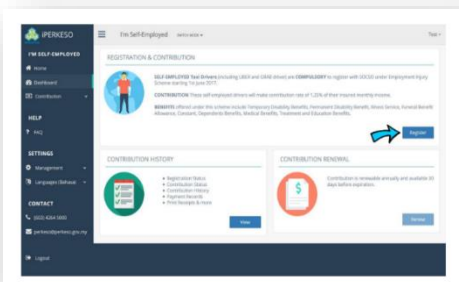 iPERKESO
I'm Self-Employed
I'M SELF-EMPLOYED
Home
Dashboard
Contribution
HELP
? FAQ
SETTINGS
Management
Languages (Bahasa)
CONTACT
perkeso@perkeso.gov.my
Logout
REGISTRATION & CONTRIBUTION
SELF-EMPLOYED Taxi Drivers (including UBER and GRAB driver) are COMPULSORY to register with SOCSO under Employment Injury
Scheme starting 1st June 2017.
CONTRIBUTION These self-employed drivers will make contribution rate of 1.25% of their insured monthly income.
BENEFITS offered under this scheme include Temporary Disability Benefits, Permanent Disability Benefit, Funeral Benefit
Allowance, Constant, Dependents Benefits, Medical Benefits, Treatment and Education Benefits.
Register
CONTRIBUTION HISTORY
• Registration Status
• Contribution Status
• Contribution History
• Payment Records
• Print Receipts & more
View
CONTRIBUTION RENEWAL
Contribution is renewable annually and available 30
days before expiration.
Renew